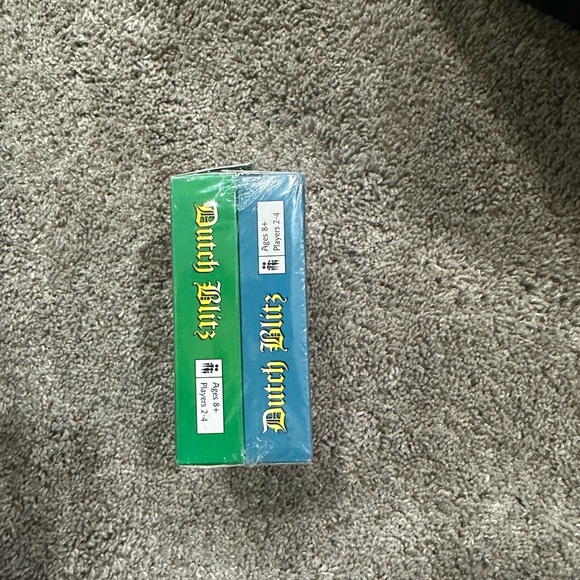 Dutch Blitz
Ages 8+
Players 2-4
Dutch Blitz
Ages 8+
Players 2-4